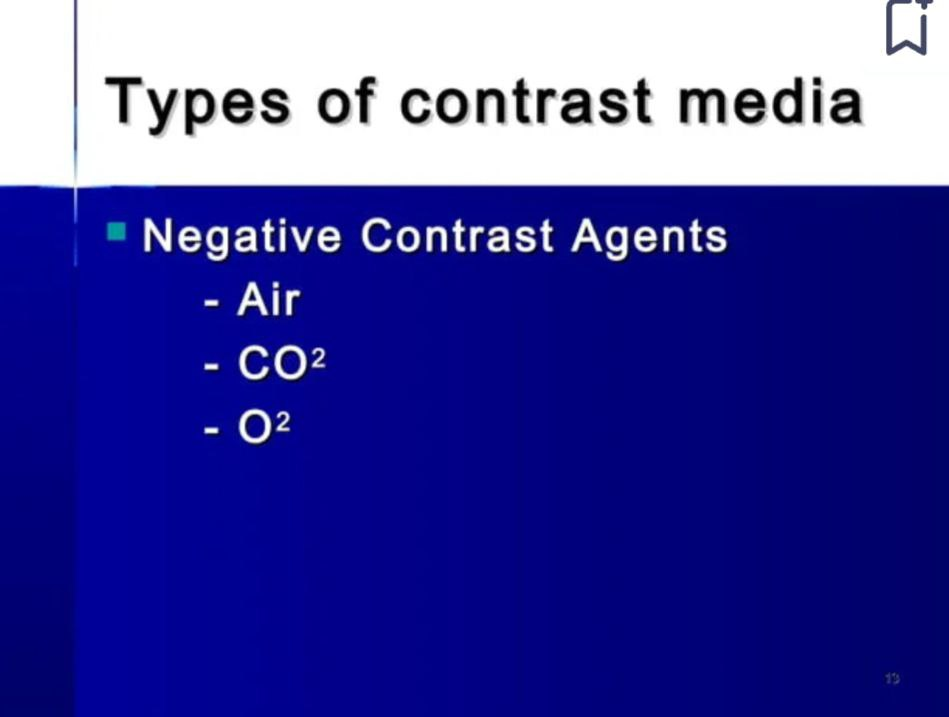 Types of contrast media
Negative Contrast Agents
- Air
- CO²
- O²
13